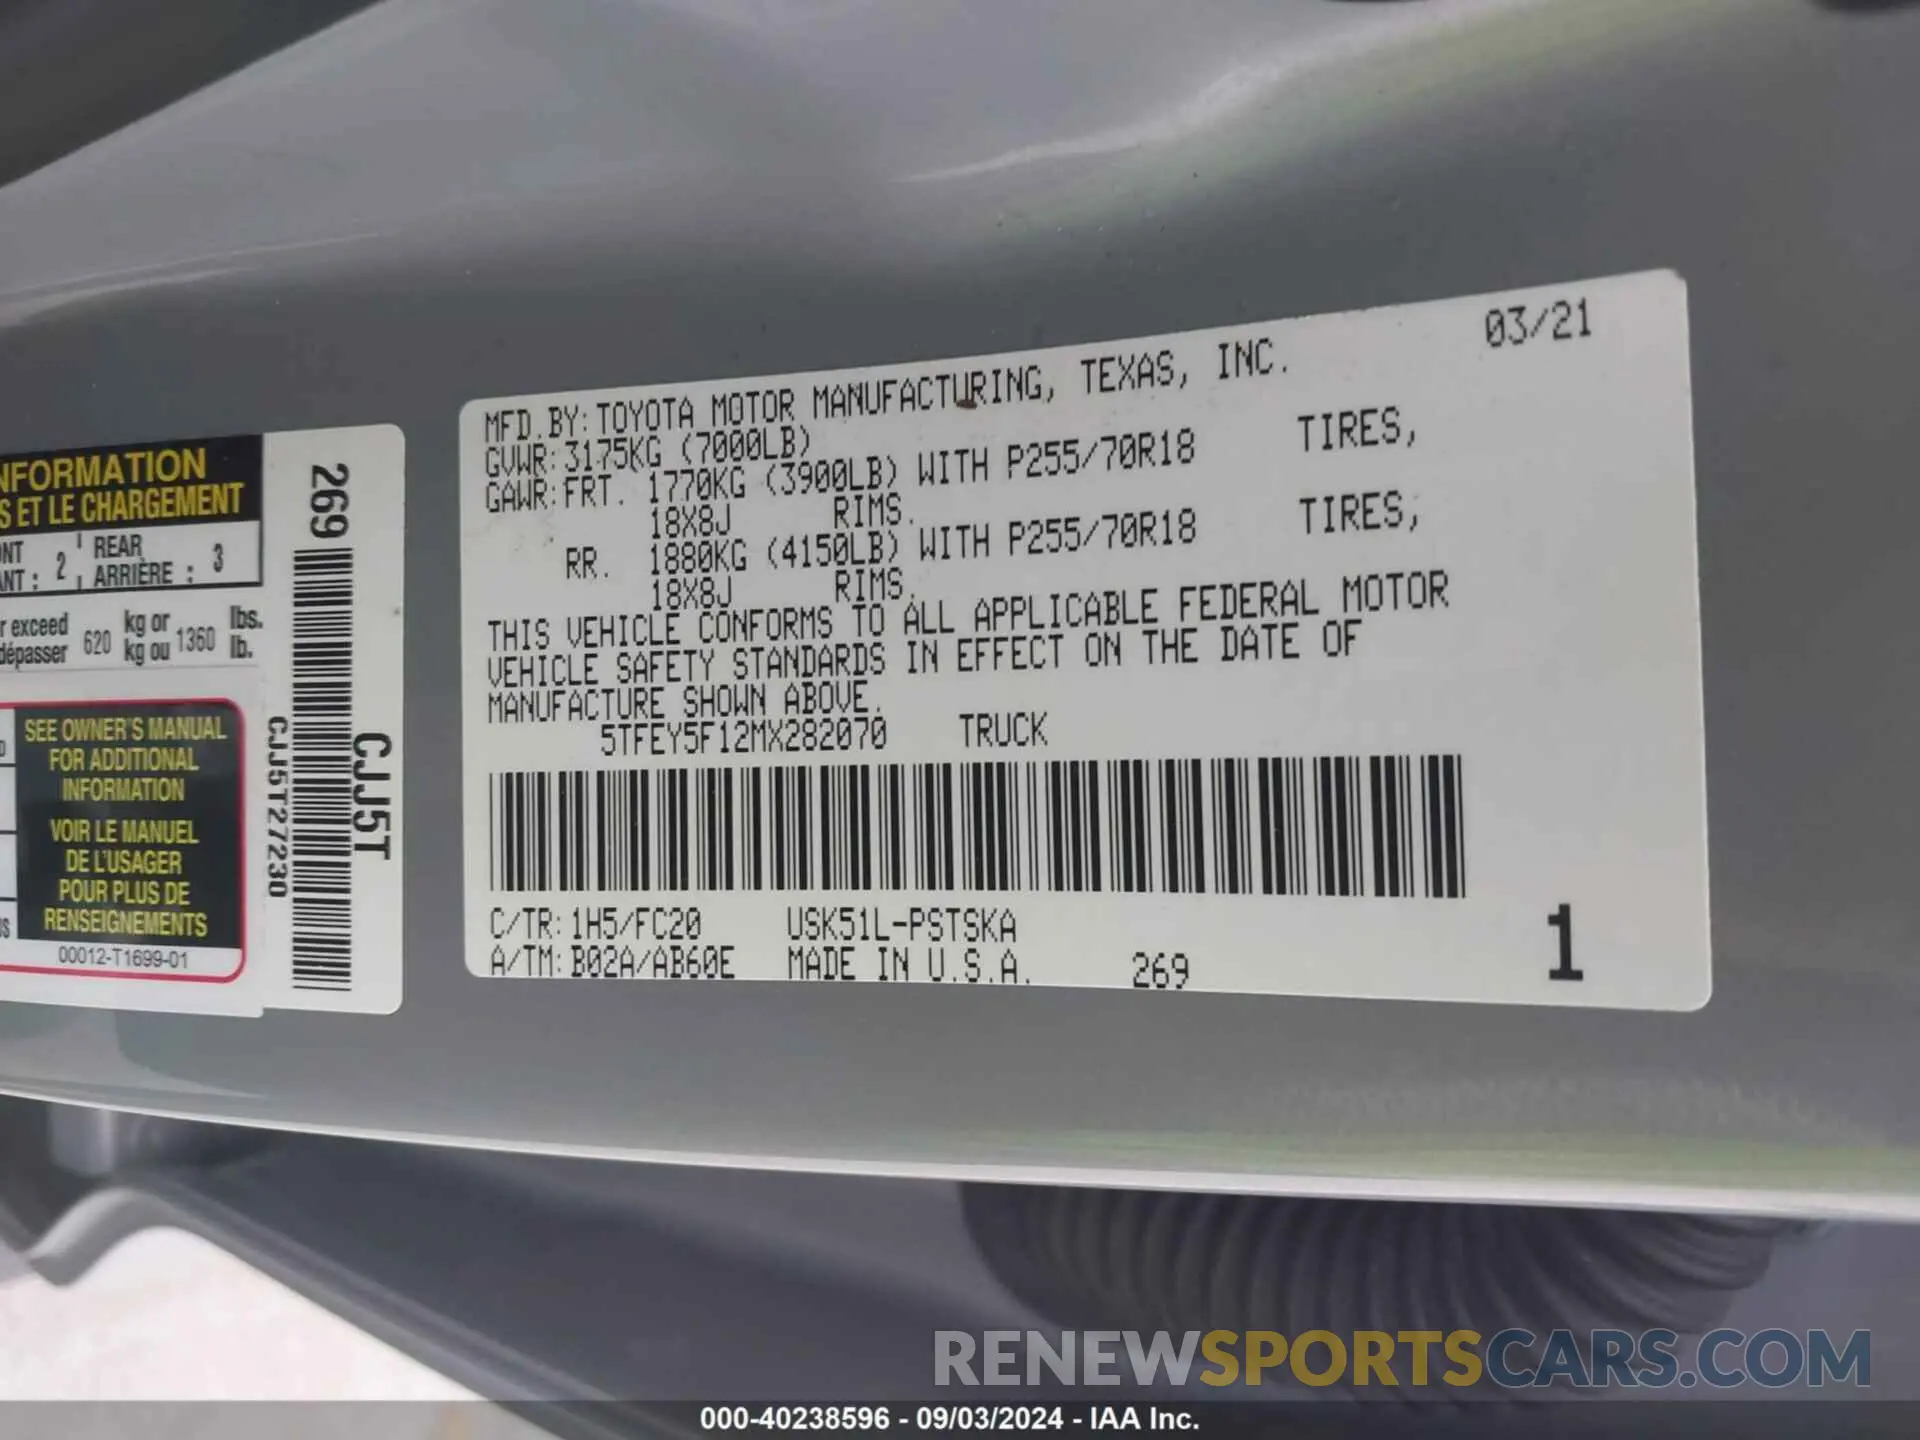 NFORMATION
S ET LE CHARGEMENT
2 REAR
ARRIÈRE : 3
exceed 620 kg or 1360 lbs.
dépasser kg ou lb.
SEE OWNER'S MANUAL
FOR ADDITIONAL
INFORMATION
VOIR LE MANUEL
DE L'USAGER
POUR PLUS DE
RENSEIGNEMENTS
00012-T1699-01
269
CJJ5T
CJJ5T27230
03/21
MFD.BY:TOYOTA MOTOR MANUFACTURING, TEXAS, INC.
GVWR:3175KG (7000LB)
GAWR:FRT. 1770KG (3900LB) WITH P255/70R18 TIRES,
18X8J RIMS,
RR. 1880KG (4150LB) WITH P255/70R18 TIRES,
18X8J RIMS,
THIS VEHICLE CONFORMS TO ALL APPLICABLE FEDERAL MOTOR
VEHICLE SAFETY STANDARDS IN EFFECT ON THE DATE OF
MANUFACTURE SHOWN ABOVE.
5TFEY5F12MX282070 TRUCK
C/TR:1H5/FC20 USK51L-PSTSKA
A/TM:B02A/AB60E MADE IN U.S.A. 269
1
RENEWSPORTSCARS.COM
000-40238596 - 09/03/2024 - IAA Inc.